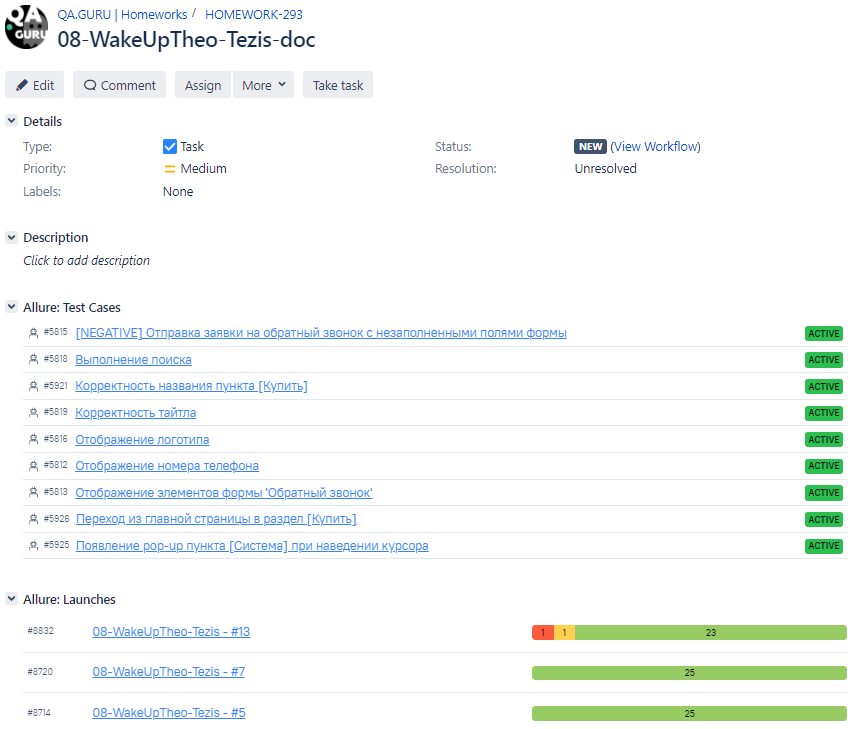 QA
GURU
QA.GURU | Homeworks / HOMEWORK-293
08-WakeUpTheo-Tezis-doc
Edit Comment Assign More Take task
Details
Type: Task Status: NEW (View Workflow)
Priority: Medium Resolution: Unresolved
Labels: None
Description
Click to add description
Allure: Test Cases
#5815 [NEGATIVE] Отправка заявки на обратный звонок с незаполненными полями формы ACTIVE
#5818 Выполнение поиска ACTIVE
#5921 Корректность названия пункта [Купить] ACTIVE
#5819 Корректность тайтла ACTIVE
#5816 Отображение логотипа ACTIVE
#5812 Отображение номера телефона ACTIVE
#5813 Отображение элементов формы 'Обратный звонок' ACTIVE
#5926 Переход из главной страницы в раздел [Купить] ACTIVE
#5925 Появление pop-up пункта [Система] при наведении курсора ACTIVE
Allure: Launches
#8832 08-WakeUpTheo-Tezis - #13 1 1 23
#8720 08-WakeUpTheo-Tezis - #7 25
#8714 08-WakeUpTheo-Tezis - #5 25